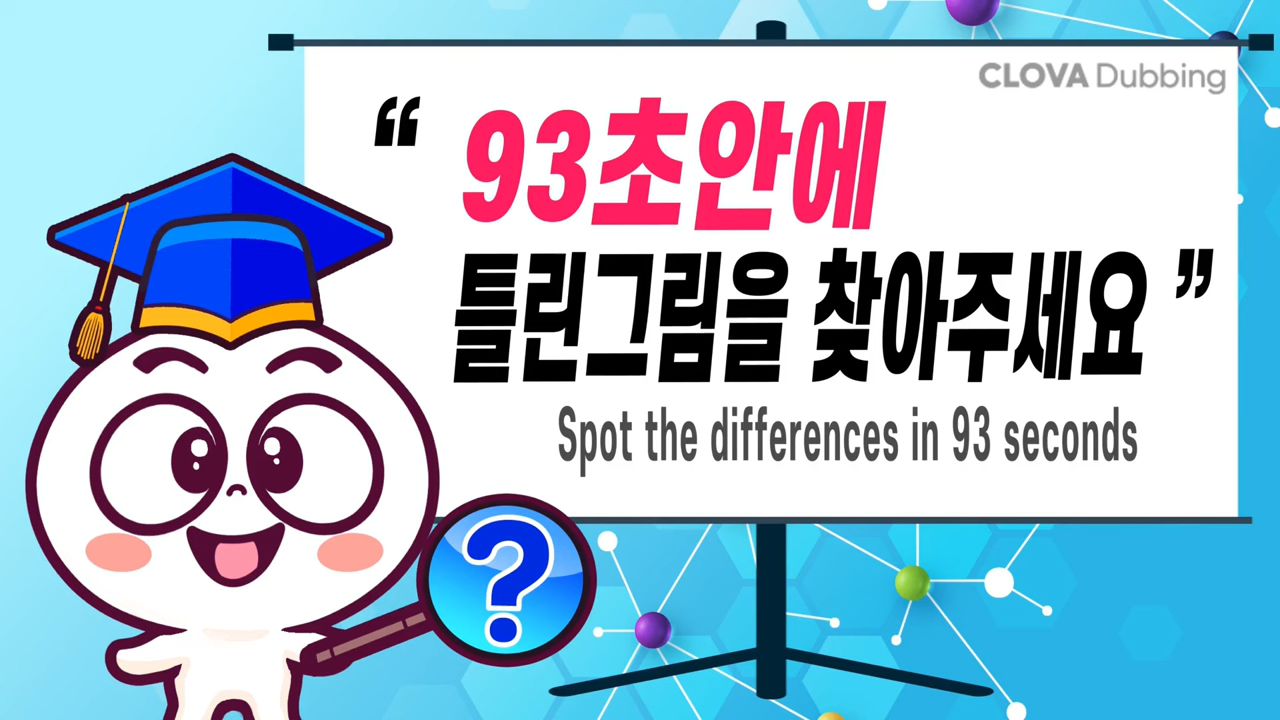 CLOVA Dubbing
“ 93초안에
틀린그림을 찾아주세요 ”
Spot the differences in 93 seconds
?